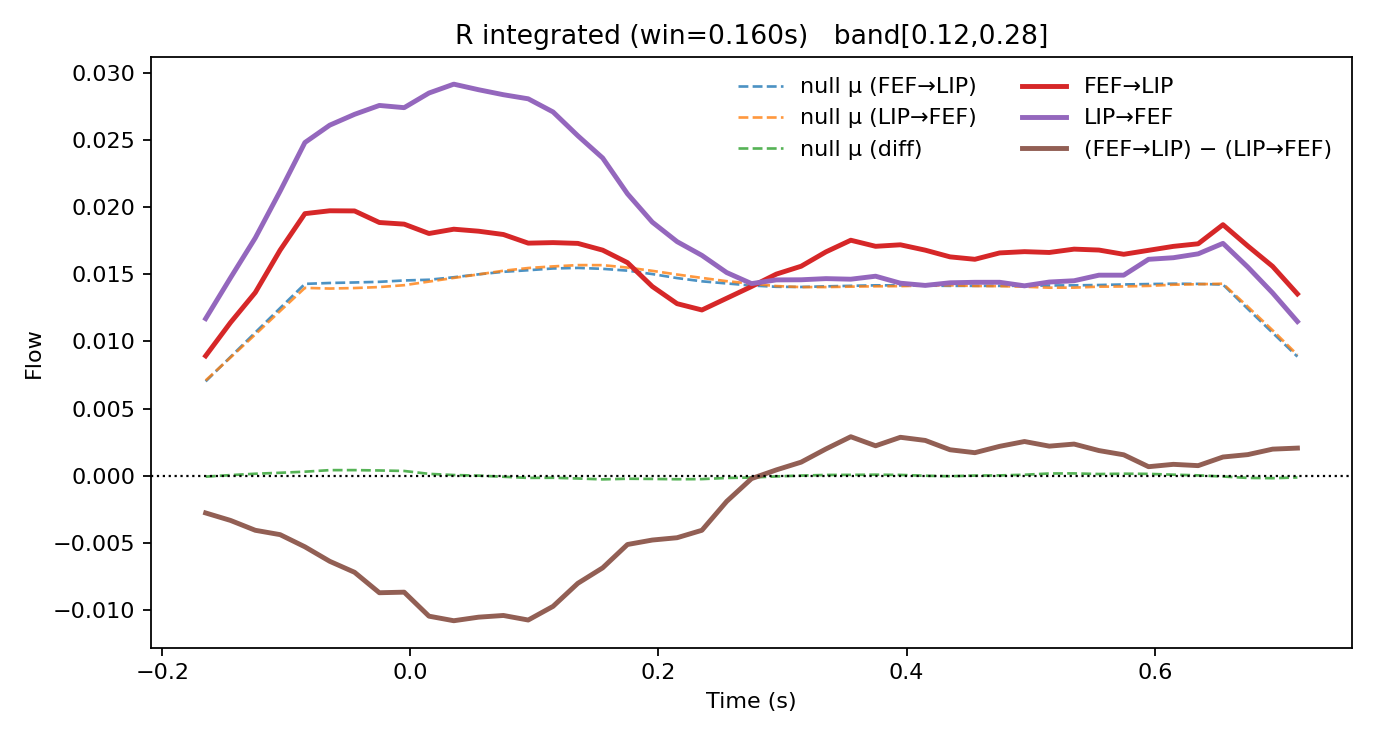 R integrated (win=0.160s)   band[0.12,0.28]
null μ (FEF→LIP)
null μ (LIP→FEF)
null μ (diff)
FEF→LIP
LIP→FEF
(FEF→LIP) − (LIP→FEF)
Flow
0.030
0.025
0.020
0.015
0.010
0.005
0.000
−0.005
−0.010
−0.2
0.0
0.2
0.4
0.6
Time (s)